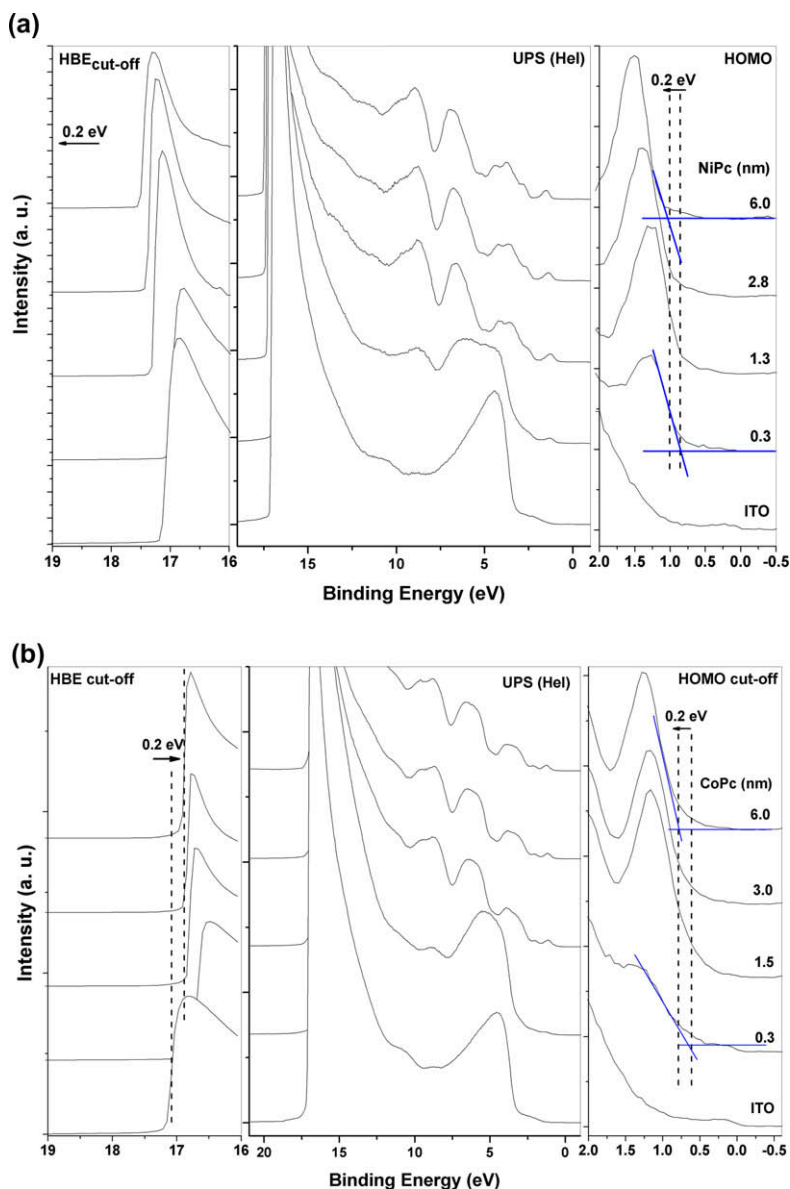 (a)
HBEcut-off
UPS (HeI)
HOMO
0.2 eV
0.2 eV
NiPc (nm)
6.0
2.8
1.3
0.3
ITO
Intensity (a. u.)
19 18 17 16
15 10 5 0
2.0 1.5 1.0 0.5 0.0 -0.5
Binding Energy (eV)
(b)
HBE cut-off
UPS (HeI)
HOMO cut-off
0.2 eV
0.2 eV
CoPc (nm)
6.0
3.0
1.5
0.3
ITO
Intensity (a. u.)
19 18 17 16
20 15 10 5 0
2.0 1.5 1.0 0.5 0.0 -0.5
Binding Energy (eV)